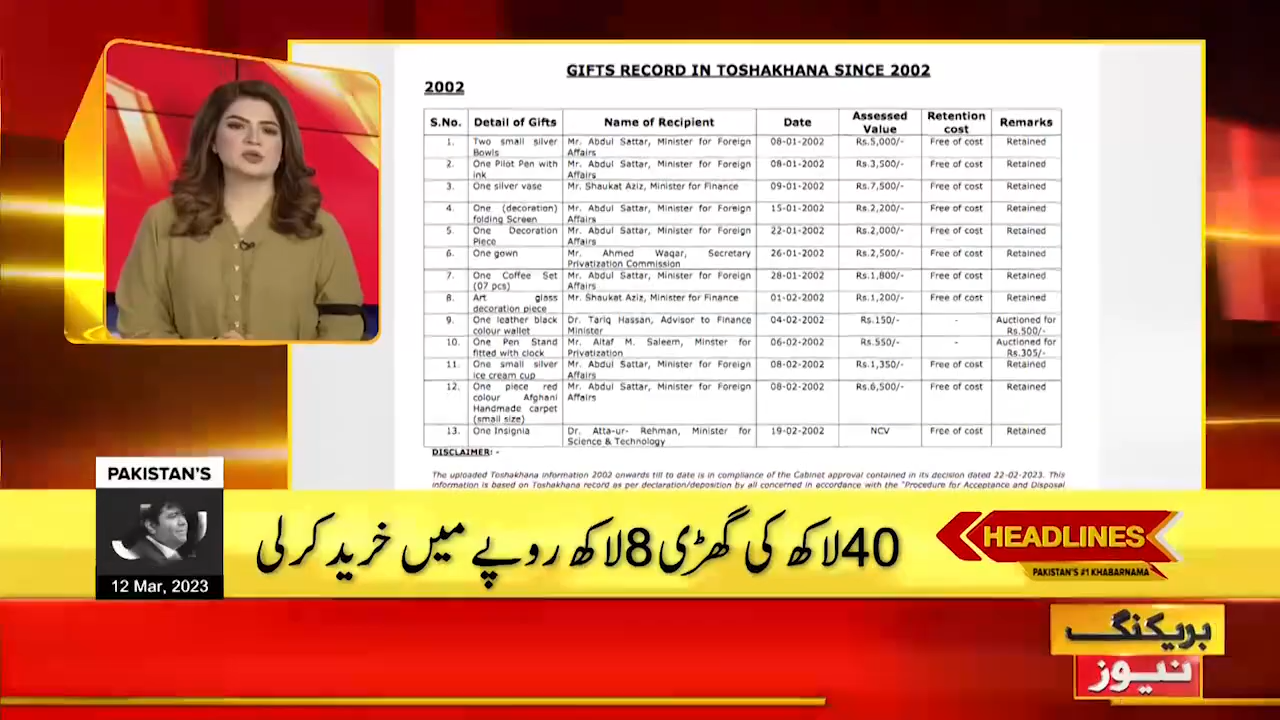 GIFTS RECORD IN TOSHAKHANA SINCE 2002
2002
S.No. Detail of Gifts Name of Recipient Date Assessed Value Retention cost Remarks
1. Two small silver Bowls Mr. Abdul Sattar, Minister for Foreign Affairs 08-01-2002 Rs.5,000/- Free of cost Retained
2. One Pilot Pen with ink Mr. Abdul Sattar, Minister for Foreign Affairs 08-01-2002 Rs.3,500/- Free of cost Retained
3. One silver vase Mr. Shaukat Aziz, Minister for Finance 09-01-2002 Rs.7,500/- Free of cost Retained
4. One (decoration) folding Screen Mr. Abdul Sattar, Minister for Foreign Affairs 15-01-2002 Rs.2,200/- Free of cost Retained
5. One Decoration Piece Mr. Abdul Sattar, Minister for Foreign Affairs 22-01-2002 Rs.2,000/- Free of cost Retained
6. One gown Mr. Ahmed Waqar, Secretary Privatization Commission 26-01-2002 Rs.2,500/- Free of cost Retained
7. One Coffee Set (07 pcs) Mr. Abdul Sattar, Minister for Foreign Affairs 28-01-2002 Rs.1,800/- Free of cost Retained
8. Art glass decoration piece Mr. Shaukat Aziz, Minister for Finance 01-02-2002 Rs.1,200/- Free of cost Retained
9. One leather black colour wallet Dr. Tariq Hassan, Advisor to Finance Minister 04-02-2002 Rs.150/- - Auctioned for Rs.500/-
10. One Pen Stand fitted with clock Mr. Altaf M. Saleem, Minster for Privatization 06-02-2002 Rs.550/- - Auctioned for Rs.305/-
11. One small silver ice cream cup Mr. Abdul Sattar, Minister for Foreign Affairs 08-02-2002 Rs.1,350/- Free of cost Retained
12. One piece red colour Afghani Handmade carpet (small size) Mr. Abdul Sattar, Minister for Foreign Affairs 08-02-2002 Rs.6,500/- Free of cost Retained
13. One Insignia Dr. Atta-ur- Rehman, Minister for Science & Technology 19-02-2002 NCV Free of cost Retained
DISCLAIMER: -
The uploaded Toshakhana information 2002 onwards till to date is in compliance of the Cabinet approval contained in its decision dated 22-02-2023. This
information is based on Toshakhana record as per declaration/deposition by all concerned in accordance with the "Procedure for Acceptance and Disposal
PAKISTAN'S
12 Mar, 2023
40لاکھ کی گھڑی 8لاکھ روپے میں خرید کر لی
HEADLINES
PAKISTAN'S #1 KHABARNAMA
بریکنگ
نیوز